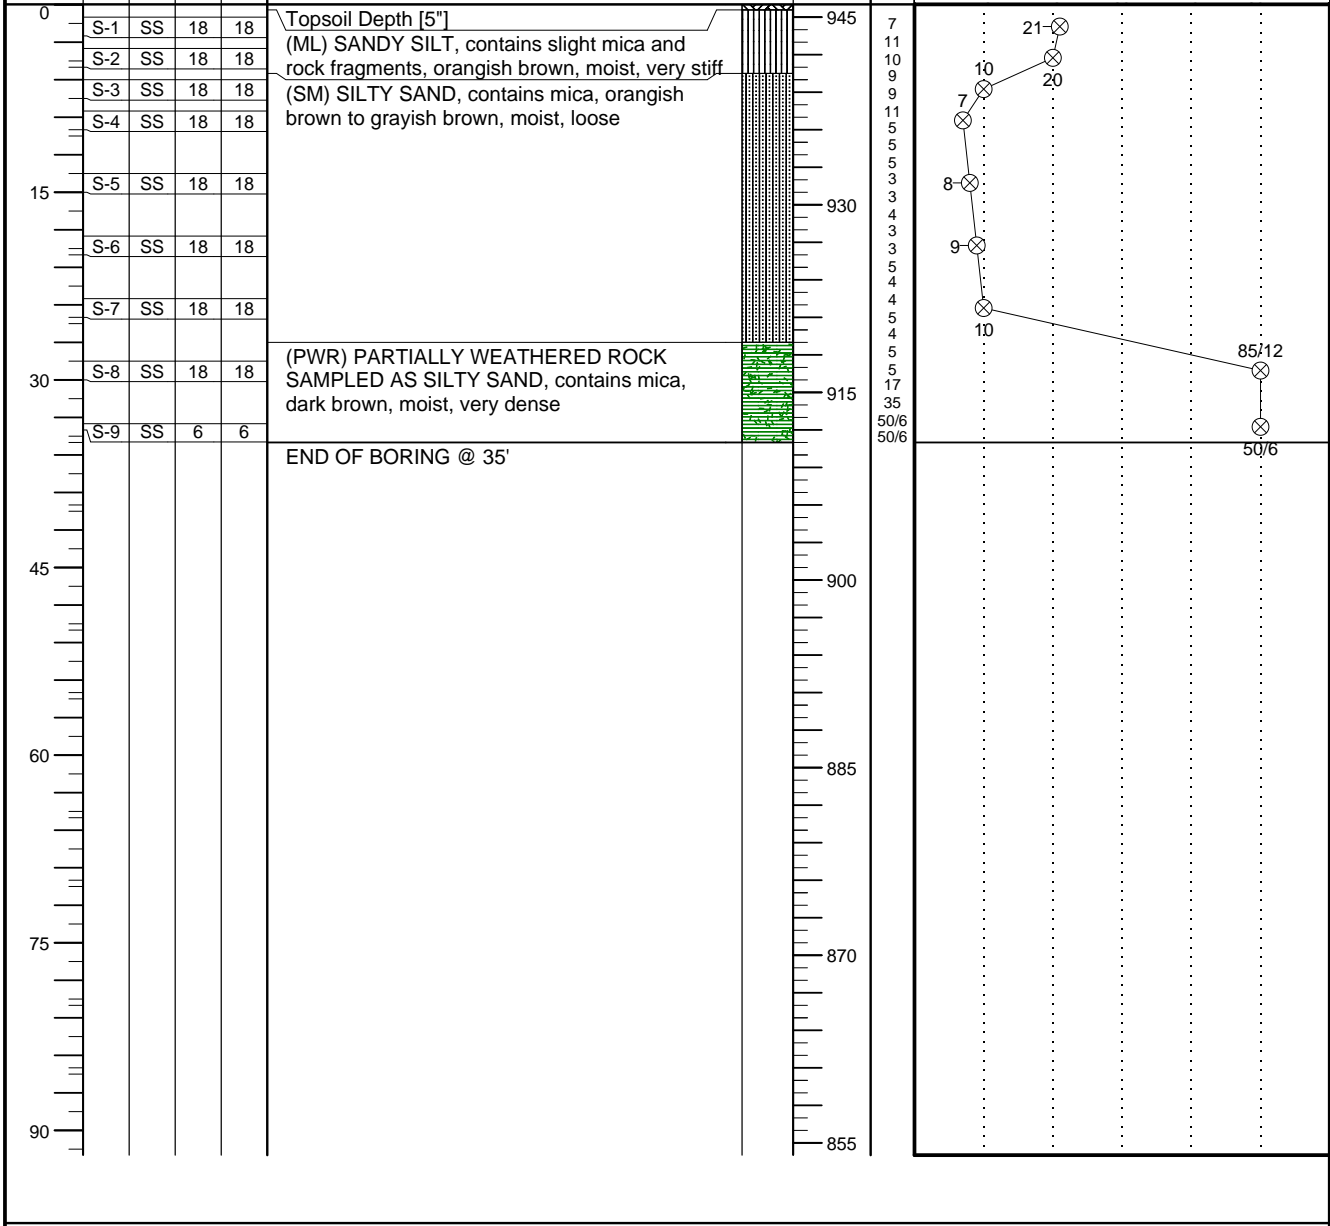 0
Topsoil Depth [5"]
945
S-1 SS 18 18
7
11
10
21
(ML) SANDY SILT, contains slight mica and
rock fragments, orangish brown, moist, very stiff
S-2 SS 18 18
9
9
11
20
(SM) SILTY SAND, contains mica, orangish
brown to grayish brown, moist, loose
S-3 SS 18 18
5
5
5
10
S-4 SS 18 18
3
3
4
7
15
S-5 SS 18 18
930
3
3
5
8
S-6 SS 18 18
4
4
5
9
S-7 SS 18 18
4
5
5
10
(PWR) PARTIALLY WEATHERED ROCK
SAMPLED AS SILTY SAND, contains mica,
dark brown, moist, very dense
30
S-8 SS 18 18
915
17
35
50/6
85/12
S-9 SS 6 6
50/6
50/6
END OF BORING @ 35'
45
900
60
885
75
870
90
855